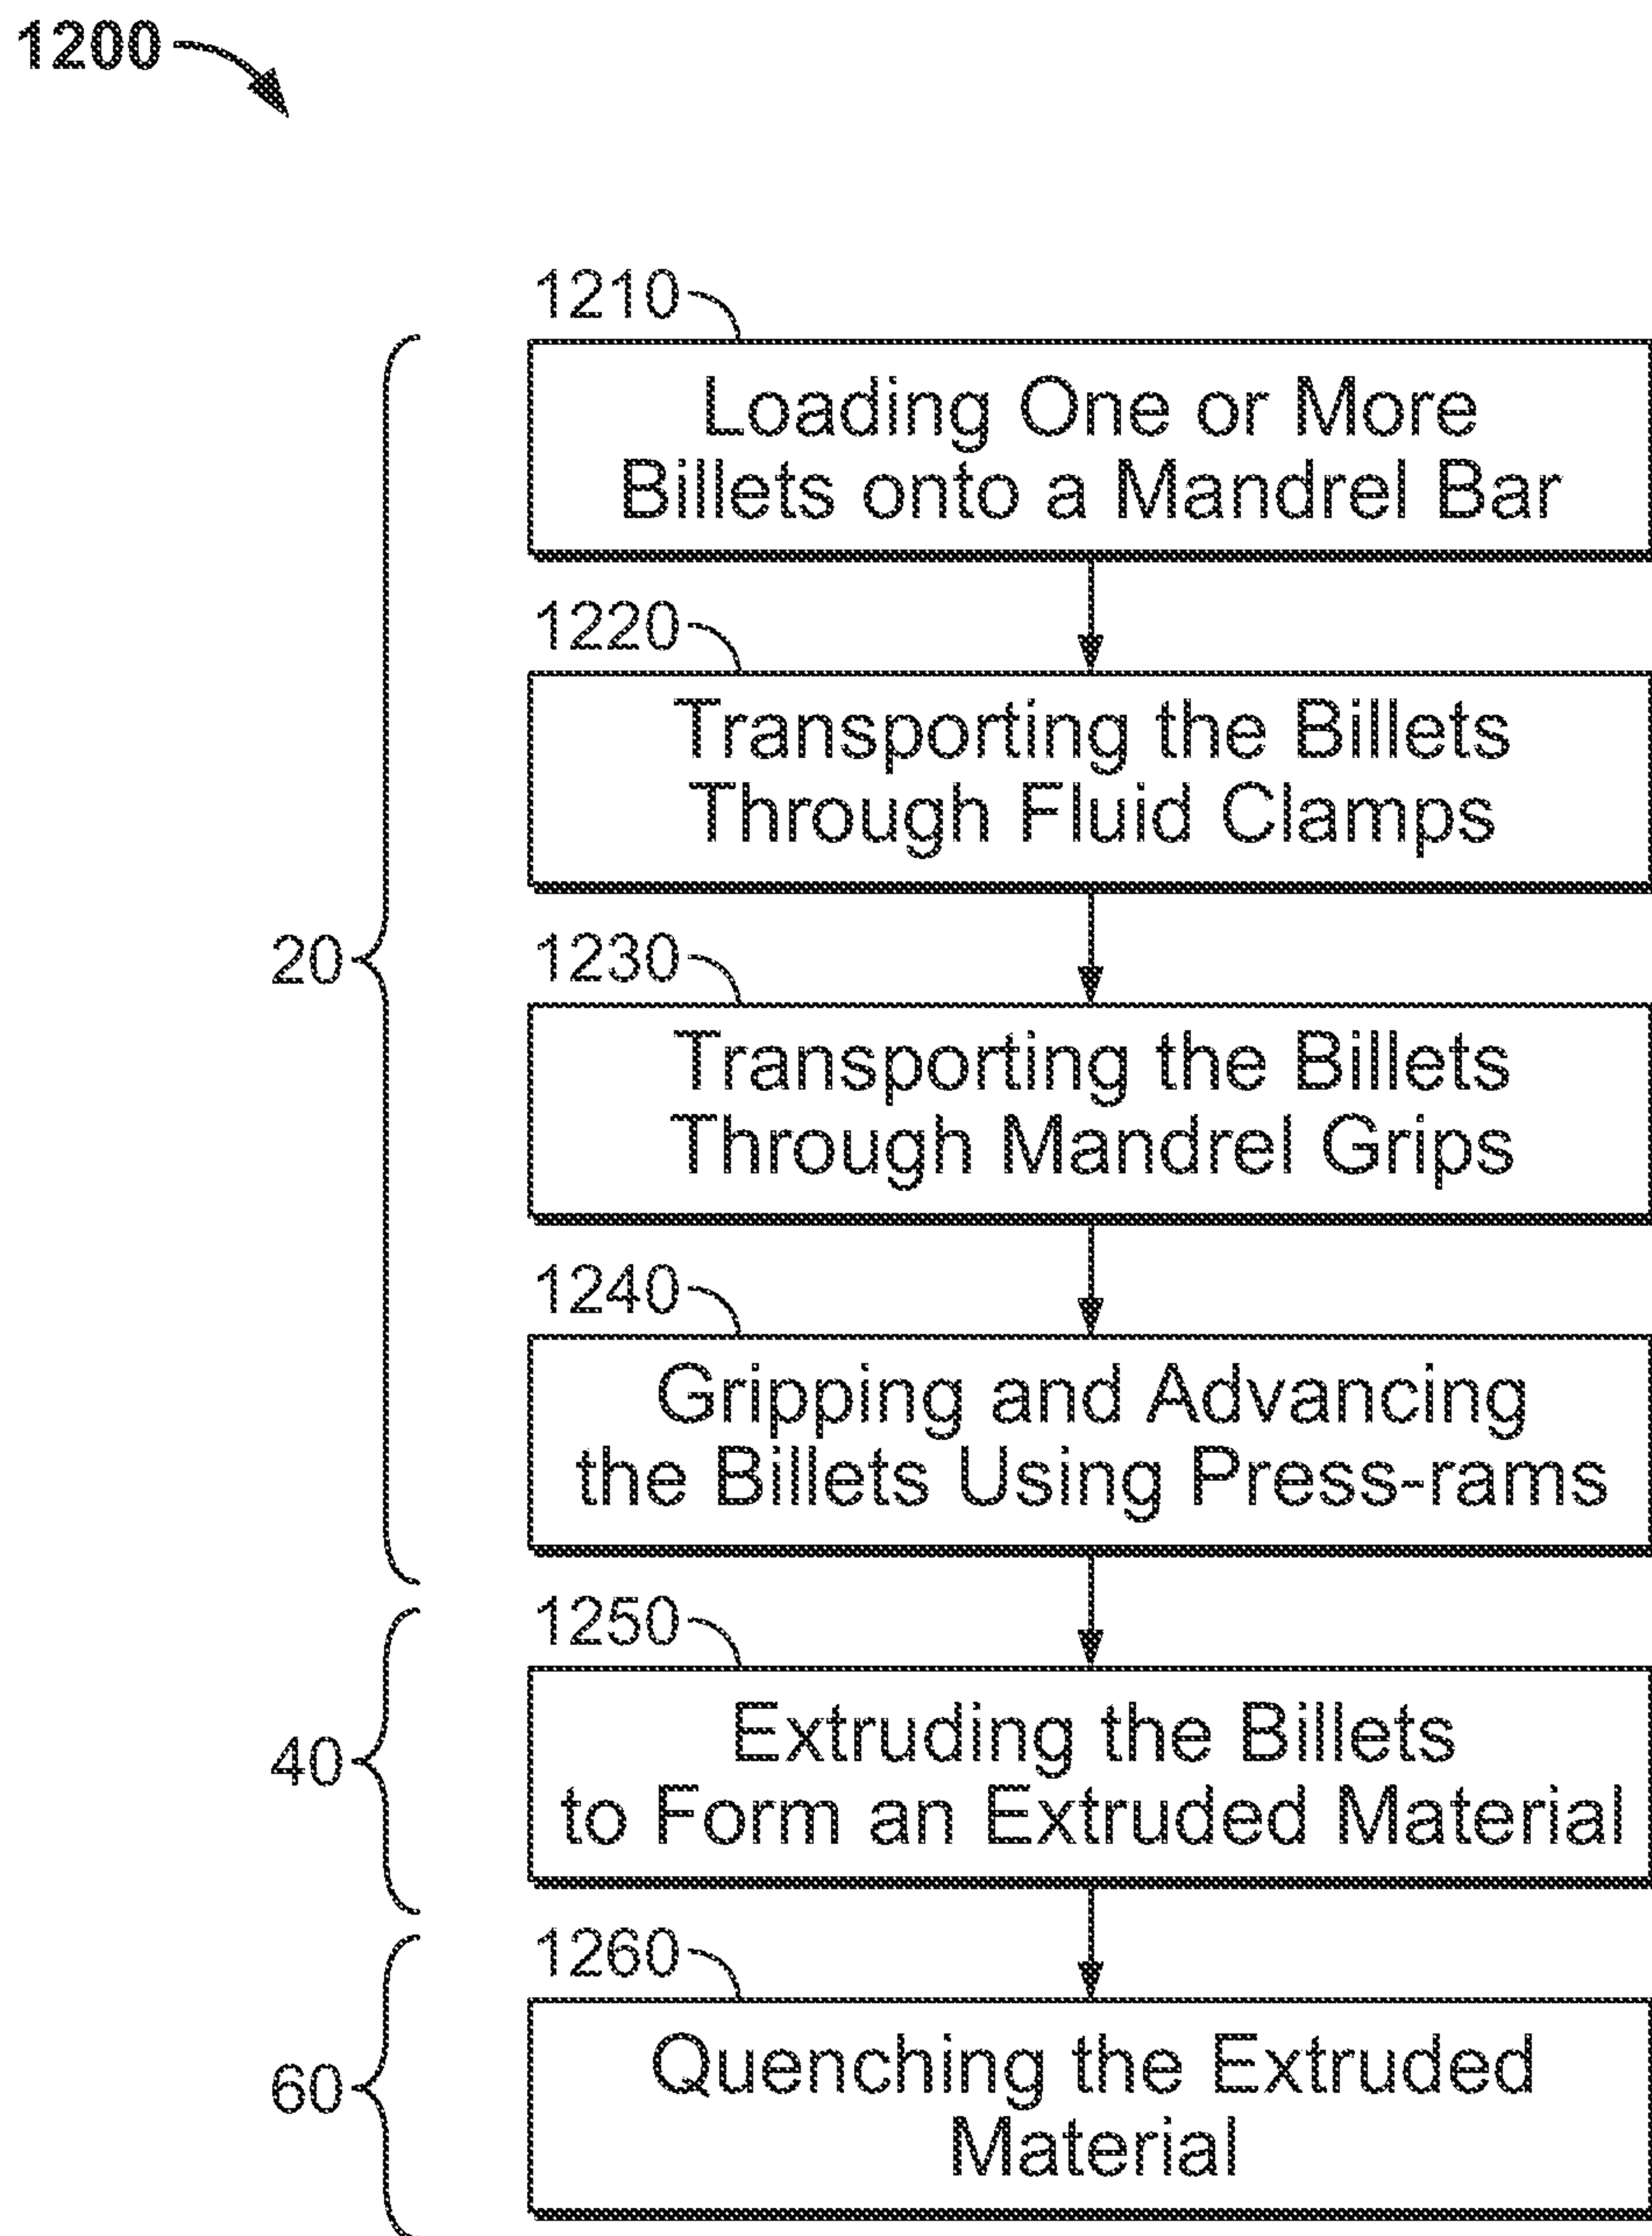 1200
1210
Loading One or More
Billets onto a Mandrel Bar
1220
Transporting the Billets
Through Fluid Clamps
20
1230
Transporting the Billets
Through Mandrel Grips
1240
Gripping and Advancing
the Billets Using Press-rams
1250
Extruding the Billets
to Form an Extruded Material
40
1260
Quenching the Extruded
Material
60